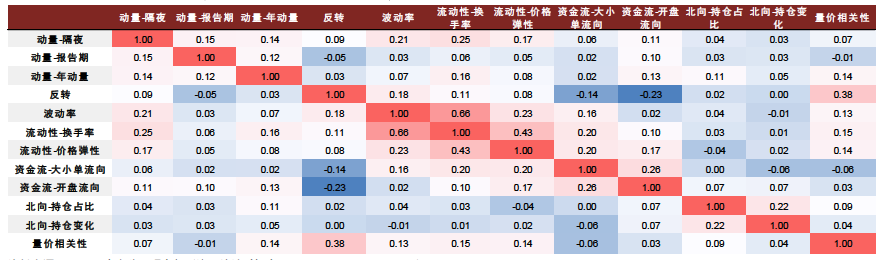 动量-隔夜 动量-报告期 动量-年动量 反转 波动率 流动性-换手率 流动性-价格弹性 资金流-大小单流向 资金流-开盘流向 北向-持仓占比 北向-持仓变化 量价相关性
动量-隔夜 1.00 0.15 0.14 0.09 0.21 0.25 0.17 0.06 0.11 0.04 0.03 0.07
动量-报告期 0.15 1.00 0.12 -0.05 0.03 0.06 0.05 0.02 0.10 0.03 0.03 -0.01
动量-年动量 0.14 0.12 1.00 0.03 0.07 0.16 0.08 0.02 0.13 0.11 0.05 0.14
反转 0.09 -0.05 0.03 1.00 0.18 0.11 0.08 -0.14 -0.23 0.02 0.00 0.38
波动率 0.21 0.03 0.07 0.18 1.00 0.66 0.23 0.16 0.02 0.04 -0.01 0.13
流动性-换手率 0.25 0.06 0.16 0.11 0.66 1.00 0.43 0.20 0.10 0.03 0.01 0.15
流动性-价格弹性 0.17 0.05 0.08 0.08 0.23 0.43 1.00 0.20 0.17 -0.04 0.02 0.14
资金流-大小单流向 0.06 0.02 0.02 -0.14 0.16 0.20 0.20 1.00 0.26 0.00 -0.06 -0.06
资金流-开盘流向 0.11 0.10 0.13 -0.23 0.02 0.10 0.17 0.26 1.00 0.07 0.07 0.03
北向-持仓占比 0.04 0.03 0.11 0.02 0.04 0.03 -0.04 0.00 0.07 1.00 0.22 0.09
北向-持仓变化 0.03 0.03 0.05 0.00 -0.01 0.01 0.02 -0.06 0.07 0.22 1.00 0.04
量价相关性 0.07 -0.01 0.14 0.38 0.13 0.15 0.14 -0.06 0.03 0.09 0.04 1.00